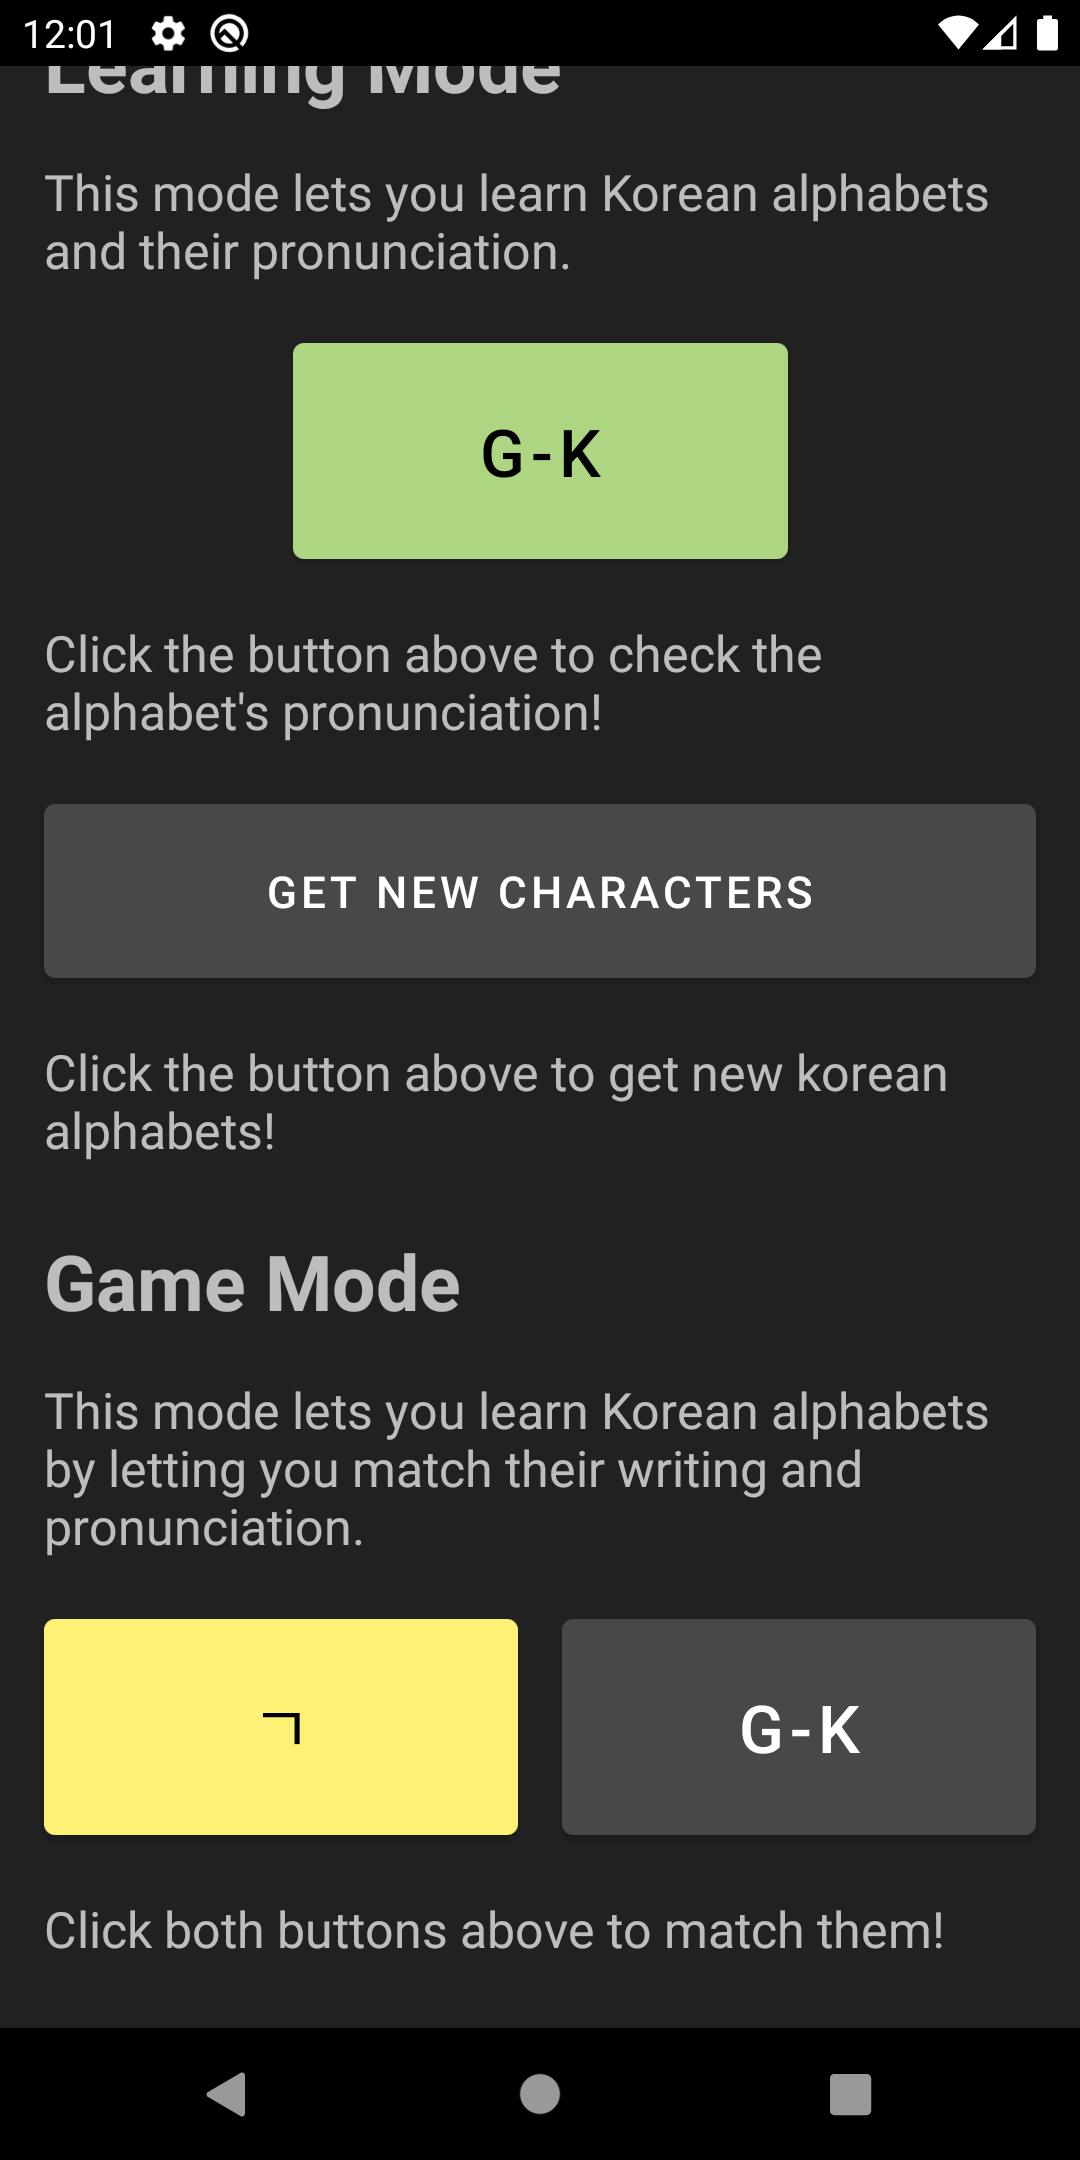 12:01
Learning Mode
This mode lets you learn Korean alphabets
and their pronunciation.
G-K
Click the button above to check the
alphabet's pronunciation!
GET NEW CHARACTERS
Click the button above to get new korean
alphabets!
Game Mode
This mode lets you learn Korean alphabets
by letting you match their writing and
pronunciation.
ㄱ
G-K
Click both buttons above to match them!